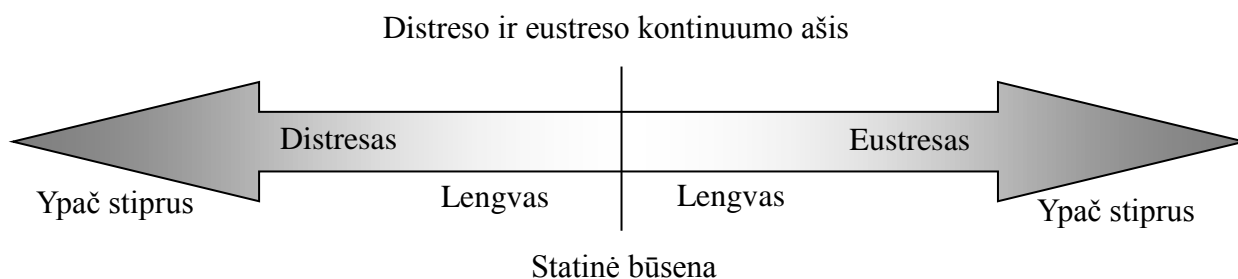 Distreso ir eustreso kontinuumo ašis
Distresas Eustresas
Ypač stiprus Lengvas Lengvas Ypač stiprus
Statinė būsena